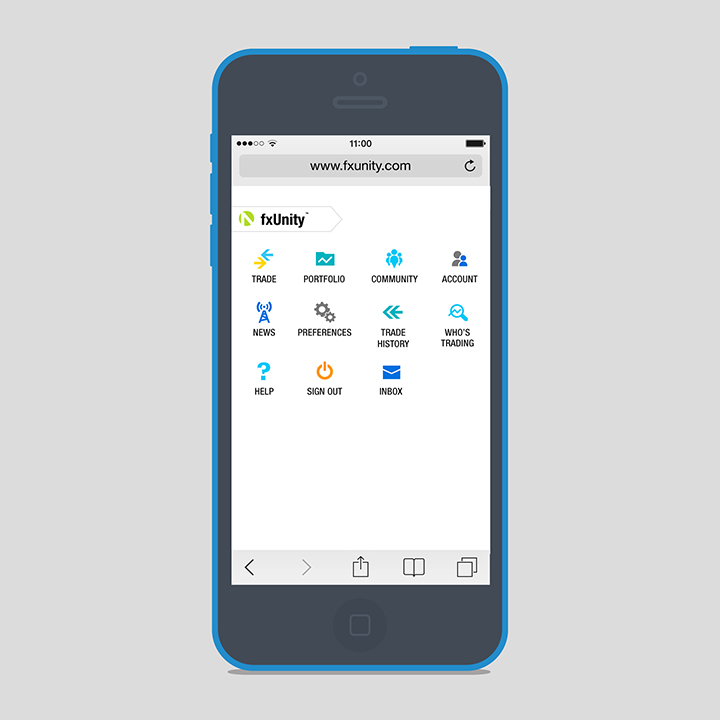 11:00
www.fxunity.com
fxUnity™
TRADE PORTFOLIO COMMUNITY ACCOUNT
NEWS PREFERENCES TRADE HISTORY WHO'S TRADING
HELP SIGN OUT INBOX